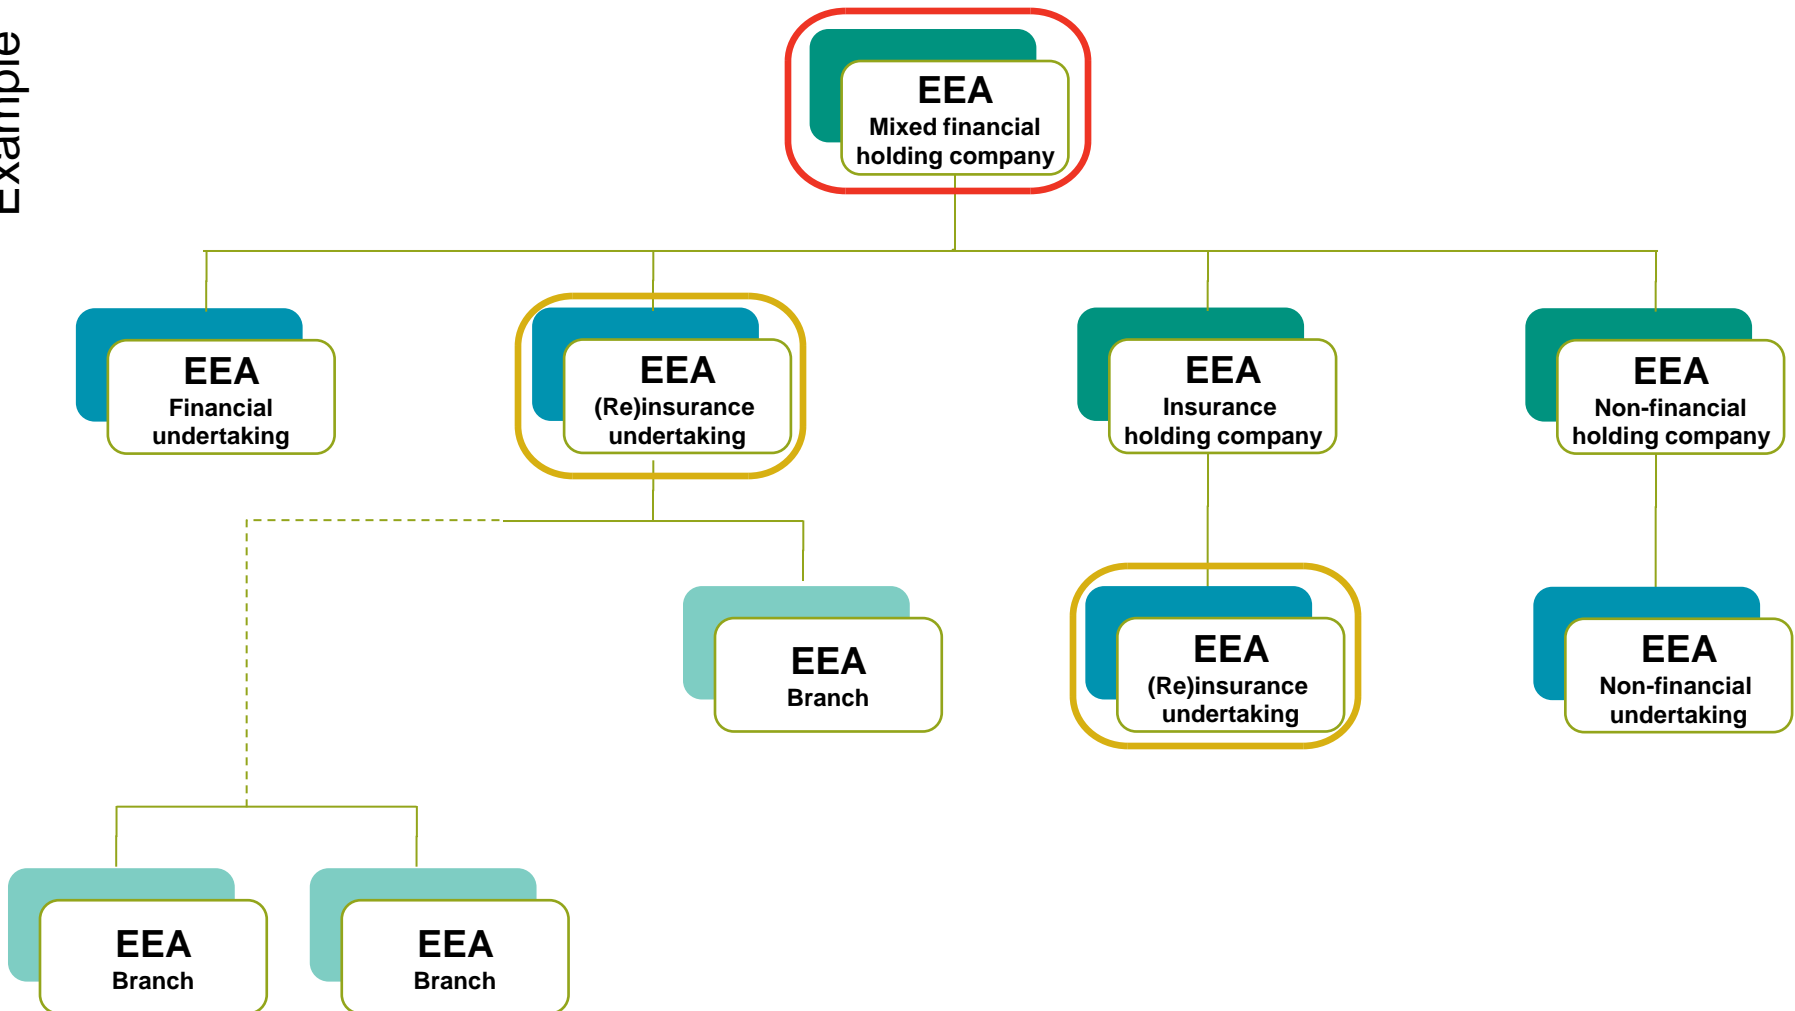 Example
EEA
Mixed financial
holding company
EEA
Financial
undertaking
EEA
(Re)insurance
undertaking
EEA
Insurance
holding company
EEA
Non-financial
holding company
EEA
Branch
EEA
(Re)insurance
undertaking
EEA
Non-financial
undertaking
EEA
Branch
EEA
Branch